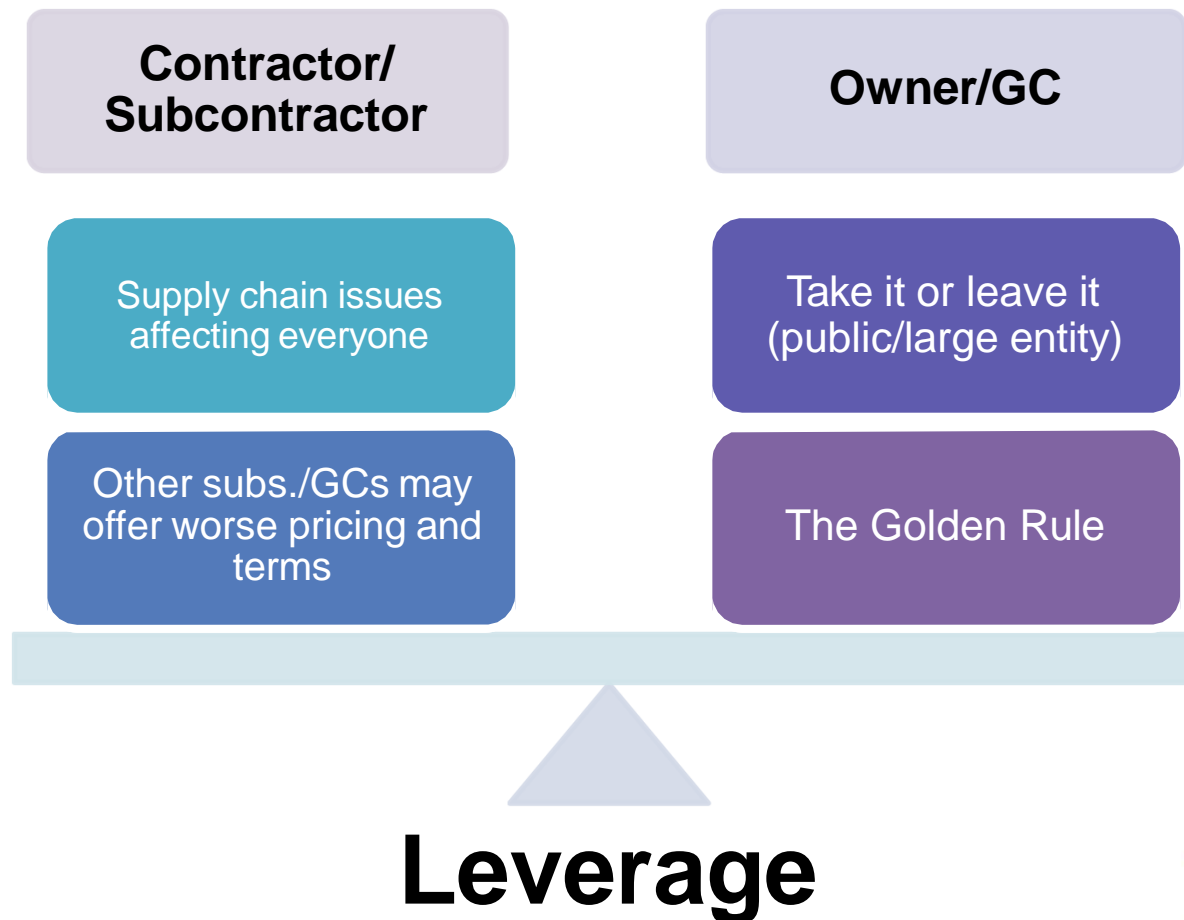 Contractor/
Subcontractor
Owner/GC
Supply chain issues
affecting everyone
Take it or leave it
(public/large entity)
Other subs./GCs may
offer worse pricing and
terms
The Golden Rule
Leverage